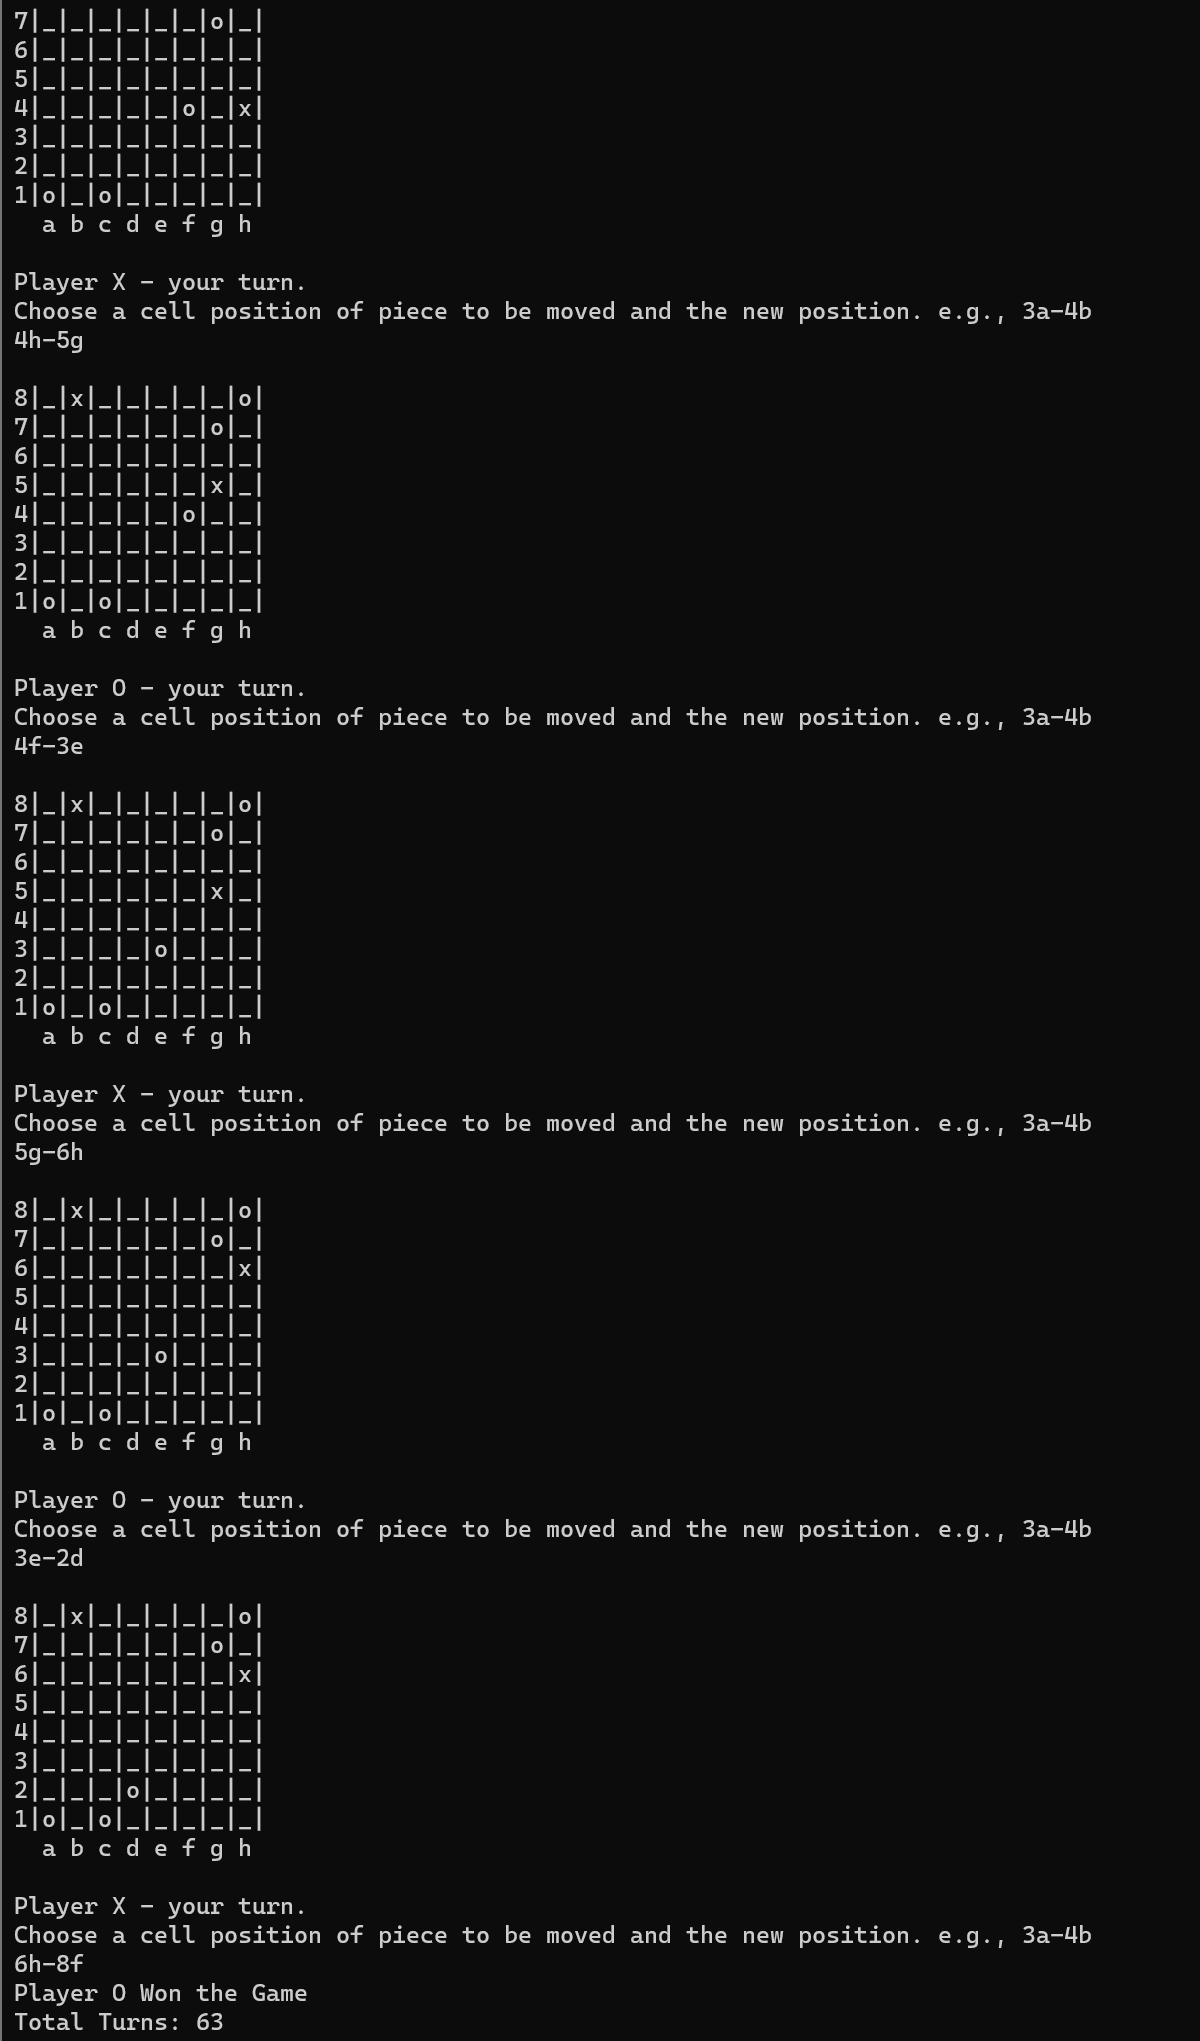 7|_|_|_|_|_|_|o|_|
6|_|_|_|_|_|_|_|_|
5|_|_|_|_|_|_|_|_|
4|_|_|_|_|_|o|_|x|
3|_|_|_|_|_|_|_|_|
2|_|_|_|_|_|_|_|_|
1|o|_|o|_|_|_|_|_|
  a b c d e f g h

Player X - your turn.
Choose a cell position of piece to be moved and the new position. e.g., 3a-4b
4h-5g

8|_|x|_|_|_|_|_|o|
7|_|_|_|_|_|_|o|_|
6|_|_|_|_|_|_|_|_|
5|_|_|_|_|_|_|x|_|
4|_|_|_|_|_|o|_|_|
3|_|_|_|_|_|_|_|_|
2|_|_|_|_|_|_|_|_|
1|o|_|o|_|_|_|_|_|
  a b c d e f g h

Player O - your turn.
Choose a cell position of piece to be moved and the new position. e.g., 3a-4b
4f-3e

8|_|x|_|_|_|_|_|o|
7|_|_|_|_|_|_|o|_|
6|_|_|_|_|_|_|_|_|
5|_|_|_|_|_|_|x|_|
4|_|_|_|_|_|_|_|_|
3|_|_|_|_|o|_|_|_|
2|_|_|_|_|_|_|_|_|
1|o|_|o|_|_|_|_|_|
  a b c d e f g h

Player X - your turn.
Choose a cell position of piece to be moved and the new position. e.g., 3a-4b
5g-6h

8|_|x|_|_|_|_|_|o|
7|_|_|_|_|_|_|o|_|
6|_|_|_|_|_|_|_|x|
5|_|_|_|_|_|_|_|_|
4|_|_|_|_|_|_|_|_|
3|_|_|_|_|o|_|_|_|
2|_|_|_|_|_|_|_|_|
1|o|_|o|_|_|_|_|_|
  a b c d e f g h

Player O - your turn.
Choose a cell position of piece to be moved and the new position. e.g., 3a-4b
3e-2d

8|_|x|_|_|_|_|_|o|
7|_|_|_|_|_|_|o|_|
6|_|_|_|_|_|_|_|x|
5|_|_|_|_|_|_|_|_|
4|_|_|_|_|_|_|_|_|
3|_|_|_|_|_|_|_|_|
2|_|_|_|o|_|_|_|_|
1|o|_|o|_|_|_|_|_|
  a b c d e f g h

Player X - your turn.
Choose a cell position of piece to be moved and the new position. e.g., 3a-4b
6h-8f
Player O Won the Game
Total Turns: 63